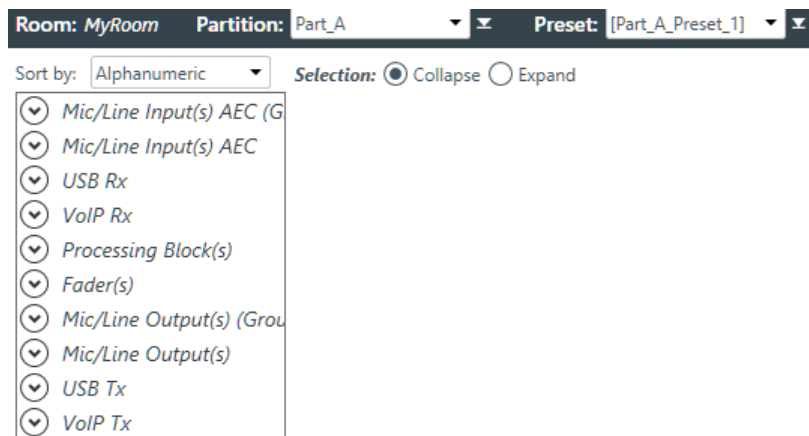 Room: MyRoom Partition: Part_A Preset: [Part_A_Preset_1]
Sort by: Alphanumeric Selection: Collapse Expand
Mic/Line Input(s) AEC (G
Mic/Line Input(s) AEC
USB Rx
VoIP Rx
Processing Block(s)
Fader(s)
Mic/Line Output(s) (Grou
Mic/Line Output(s)
USB Tx
VoIP Tx